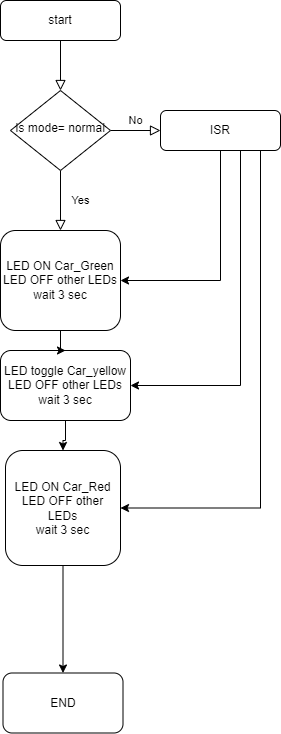 start
is mode= normal
No
ISR
Yes
LED ON Car_Green
LED OFF other LEDs
wait 3 sec
LED toggle Car_yellow
LED OFF other LEDs
wait 3 sec
LED ON Car_Red
LED OFF other
LEDs
wait 3 sec
END